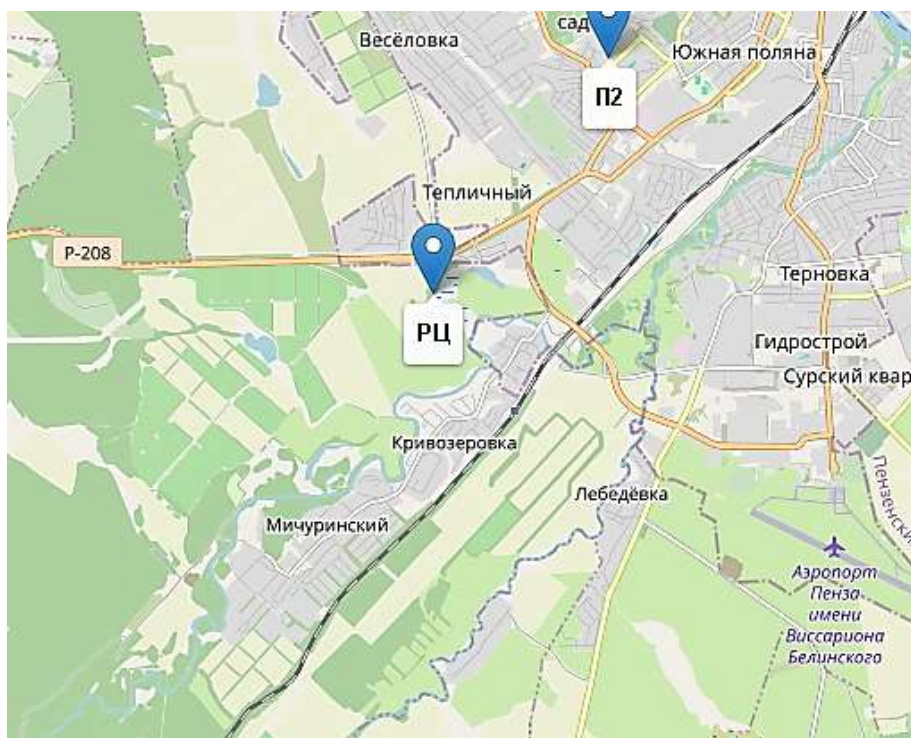 сад
Весёловка
Южная поляна
П2
Тепличный
Р-208
Терновка
РЦ
Гидрострой
Сурский квар
Кривозеровка
Пензенски
Лебедёвка
Мичуринский
Аэропорт
Пенза
имени
Виссариона
Белинского